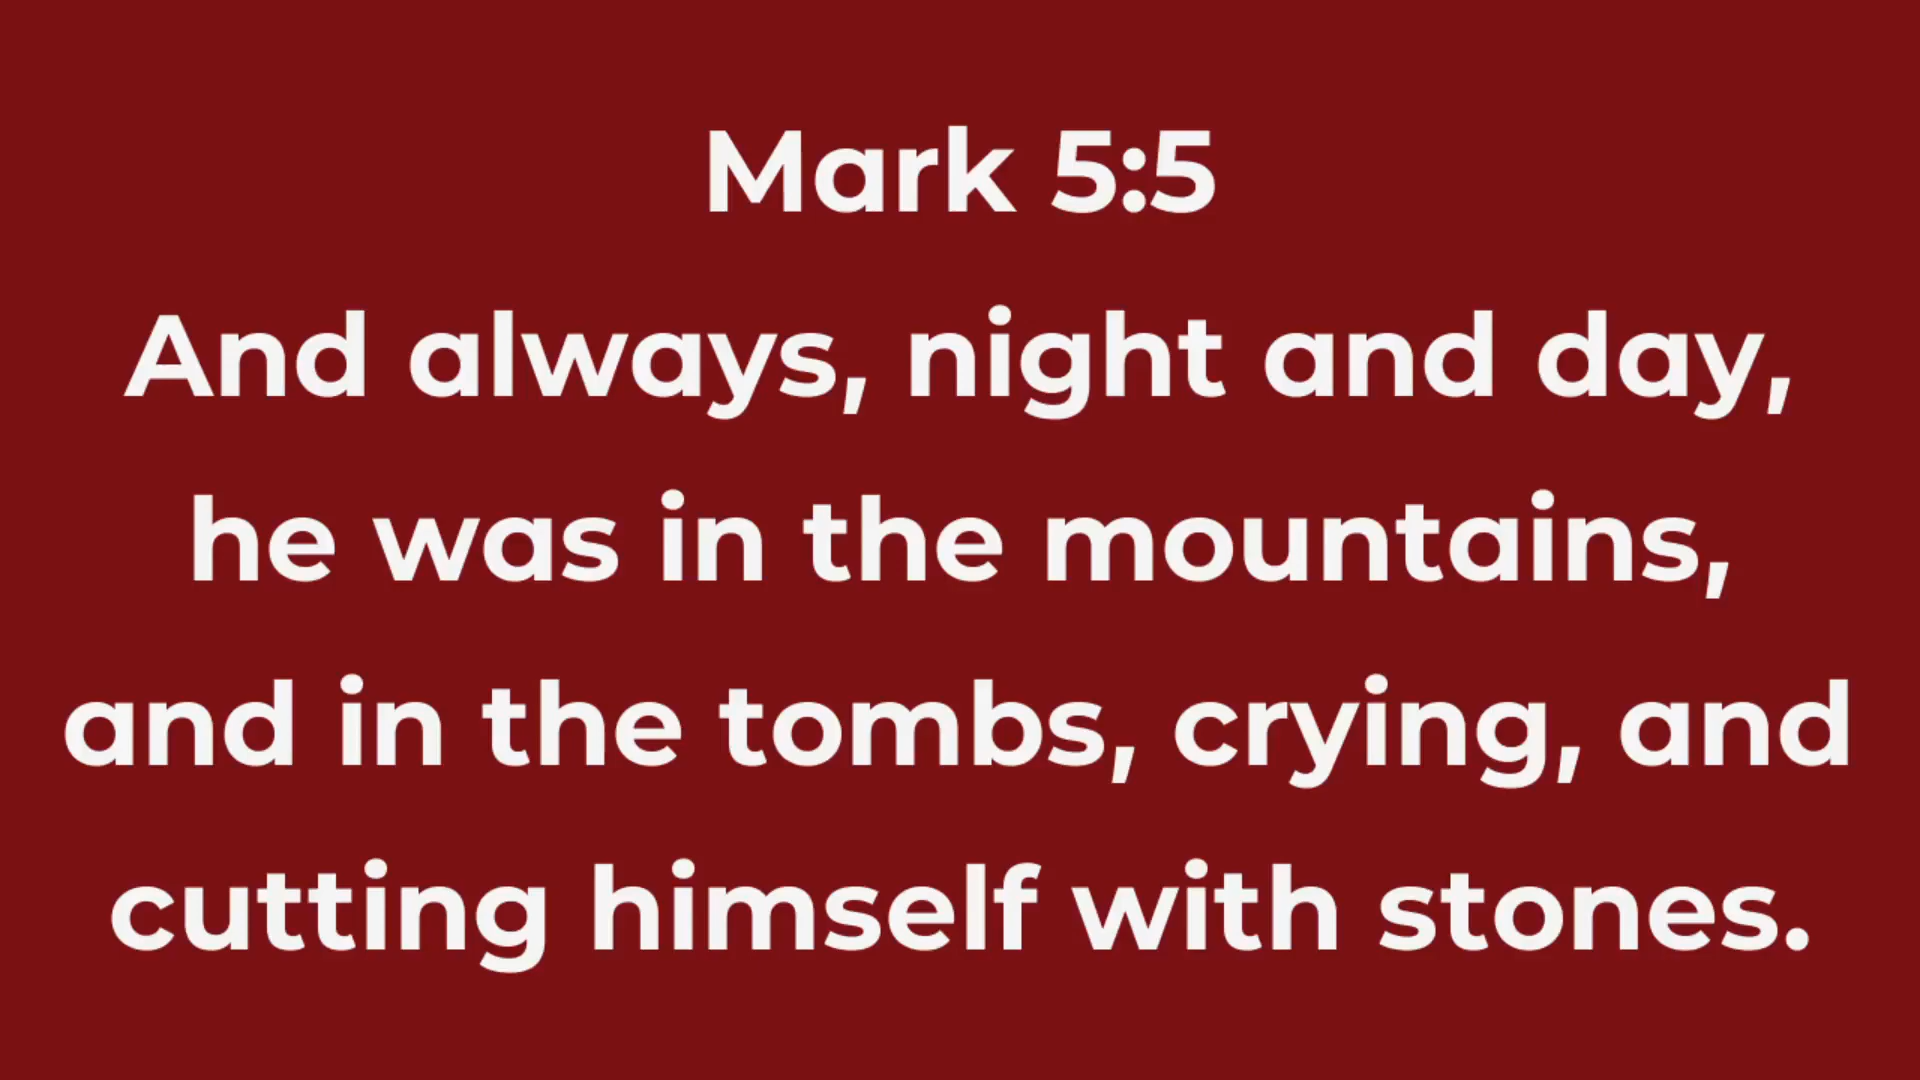 Mark 5:5
And always, night and day,
he was in the mountains,
and in the tombs, crying, and
cutting himself with stones.